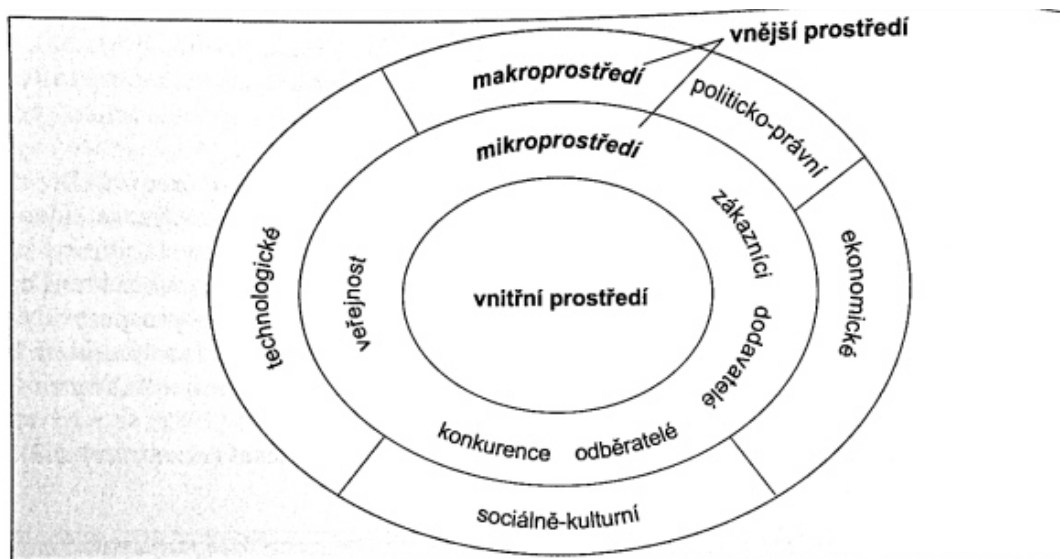 vnější prostředí
makroprostředí
politicko-právní
mikroprostředí
zákazníci
ekonomické
technologické
veřejnost
vnitřní prostředí
dodavatelé
konkurence
odběratelé
sociálně-kulturní